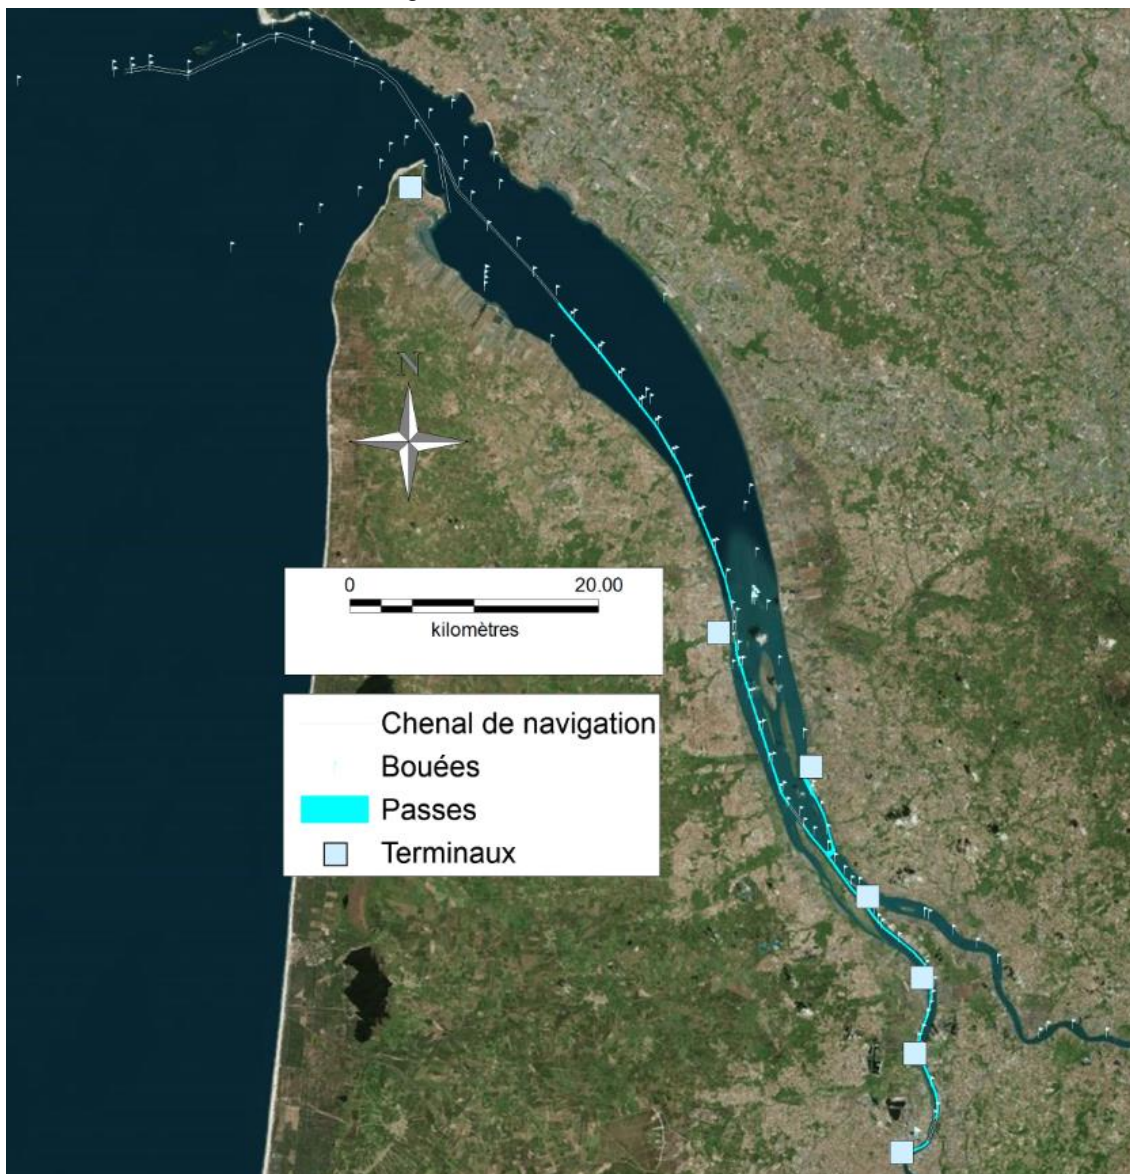 N
0 20.00
kilomètres
Chenal de navigation
Bouées
Passes
Terminaux